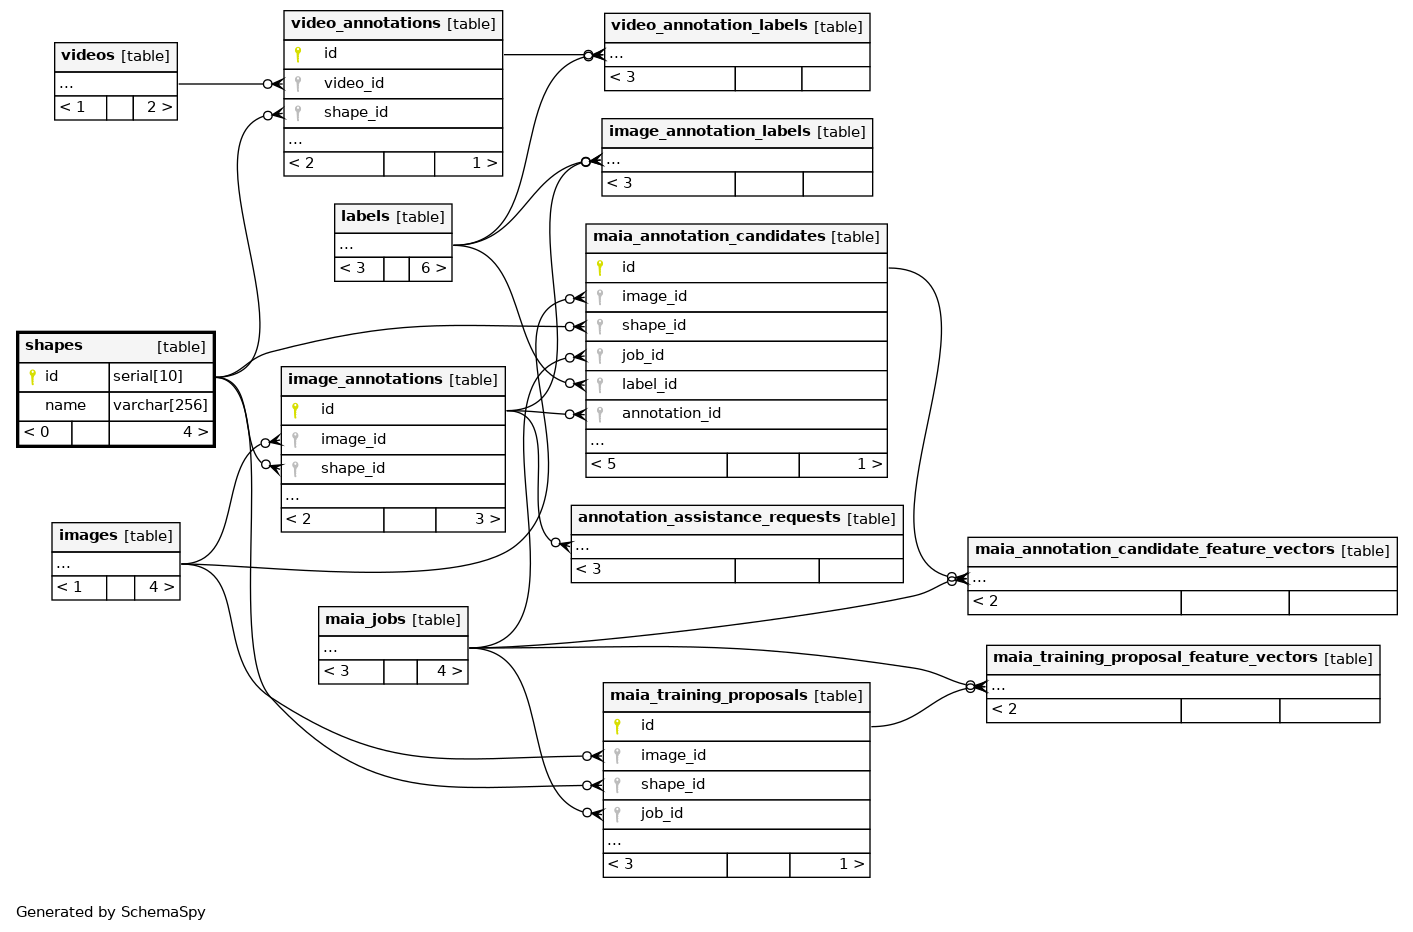 videos [table]
...
< 1 2 >
video_annotations [table]
id
video_id
shape_id
...
< 2 1 >
video_annotation_labels [table]
...
< 3
image_annotation_labels [table]
...
< 3
labels [table]
...
< 3 6 >
maia_annotation_candidates [table]
id
image_id
shape_id
job_id
label_id
annotation_id
...
< 5 1 >
shapes [table]
id serial[10]
name varchar[256]
< 0 4 >
image_annotations [table]
id
image_id
shape_id
...
< 2 3 >
images [table]
...
< 1 4 >
annotation_assistance_requests [table]
...
< 3
maia_annotation_candidate_feature_vectors [table]
...
< 2
maia_jobs [table]
...
< 3 4 >
maia_training_proposal_feature_vectors [table]
...
< 2
maia_training_proposals [table]
id
image_id
shape_id
job_id
...
< 3 1 >
Generated by SchemaSpy